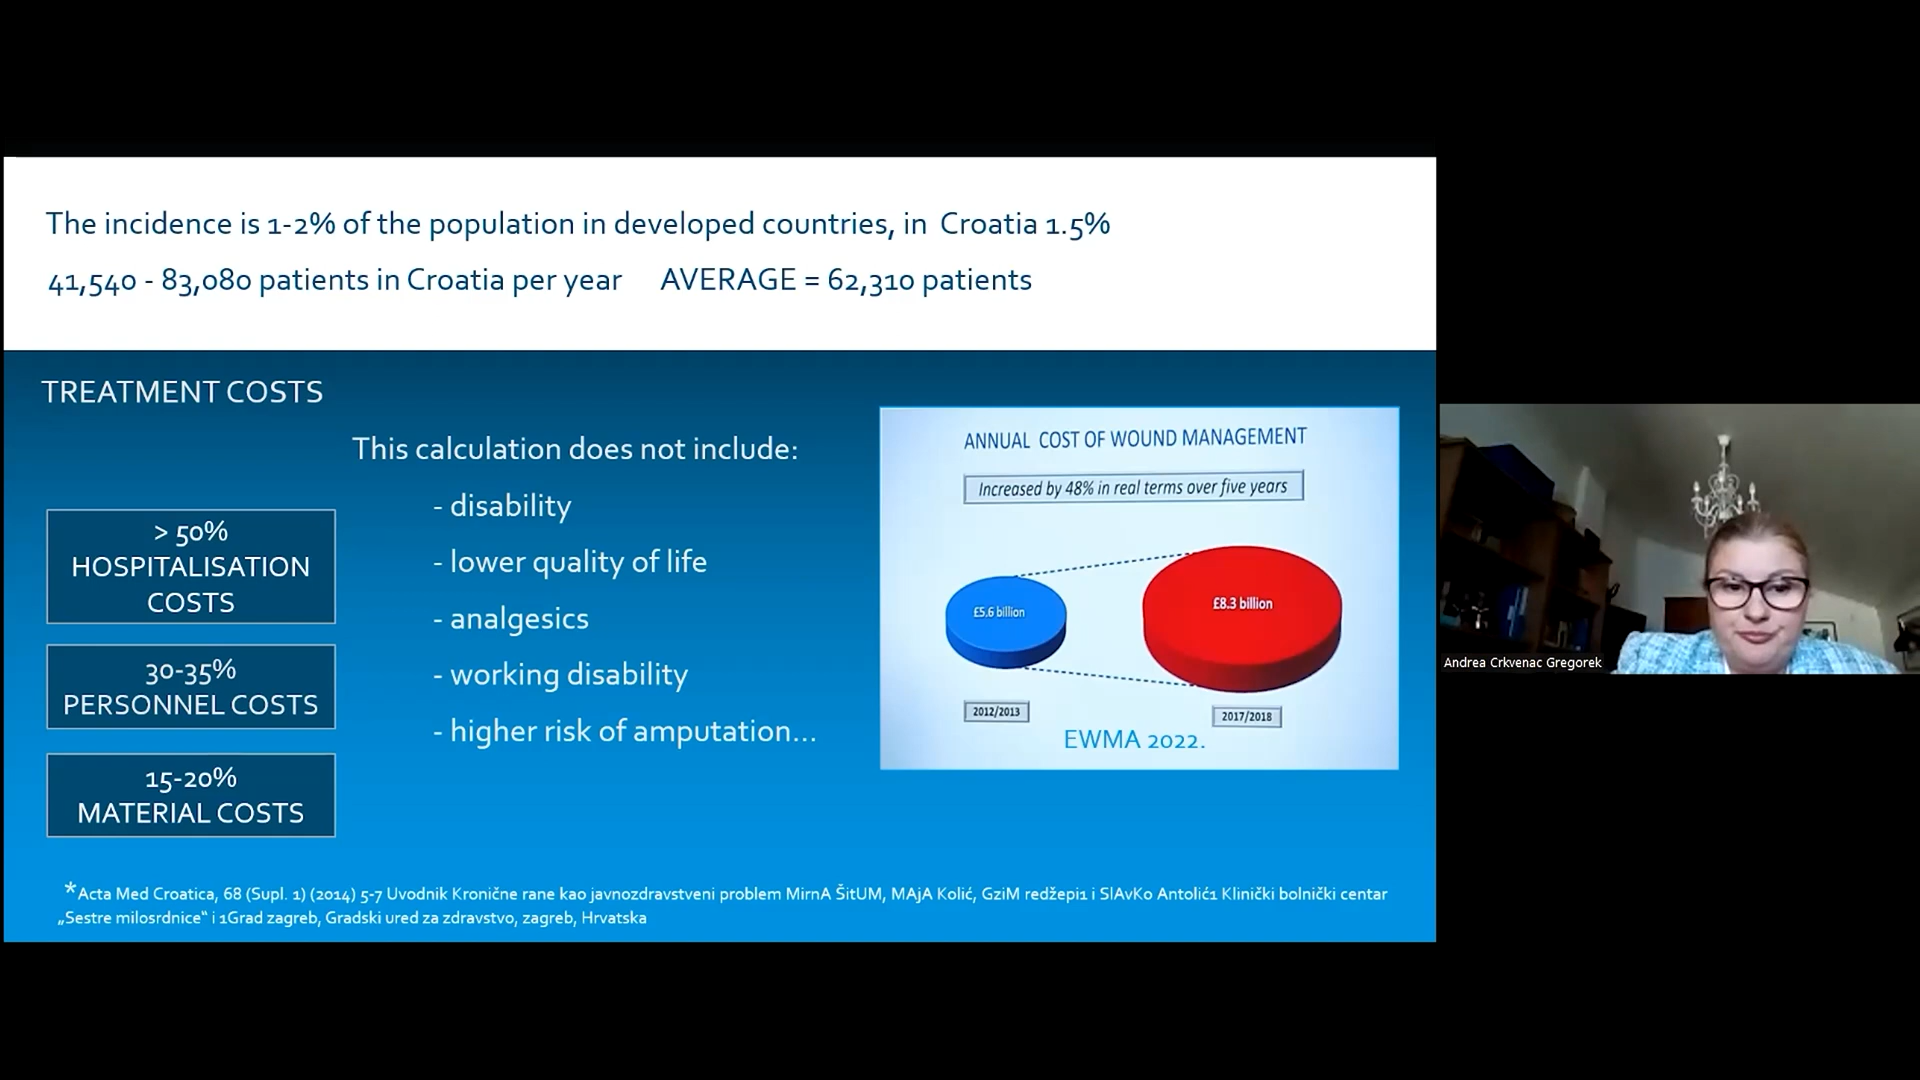 The incidence is 1-2% of the population in developed countries, in Croatia 1.5%
41,540 - 83,080 patients in Croatia per year AVERAGE = 62,310 patients
TREATMENT COSTS
> 50%
HOSPITALISATION
COSTS
30-35%
PERSONNEL COSTS
15-20%
MATERIAL COSTS
This calculation does not include:
- disability
- lower quality of life
- analgesics
- working disability
- higher risk of amputation...
ANNUAL COST OF WOUND MANAGEMENT
Increased by 48% in real terms over five years
£5.6 billion
£8.3 billion
2012/2013
2017/2018
EWMA 2022.
*Acta Med Croatica, 68 (Supl. 1) (2014) 5-7 Uvodnik Kronične rane kao javnozdravstveni problem MirnA ŠitUM, MAjA Kolić, GziM redžepi1 i SlAvKo Antolić1 Klinički bolnički centar
„Sestre milosrdnice“ i 1Grad zagreb, Gradski ured za zdravstvo, zagreb, Hrvatska
Andrea Crkvenac Gregorek